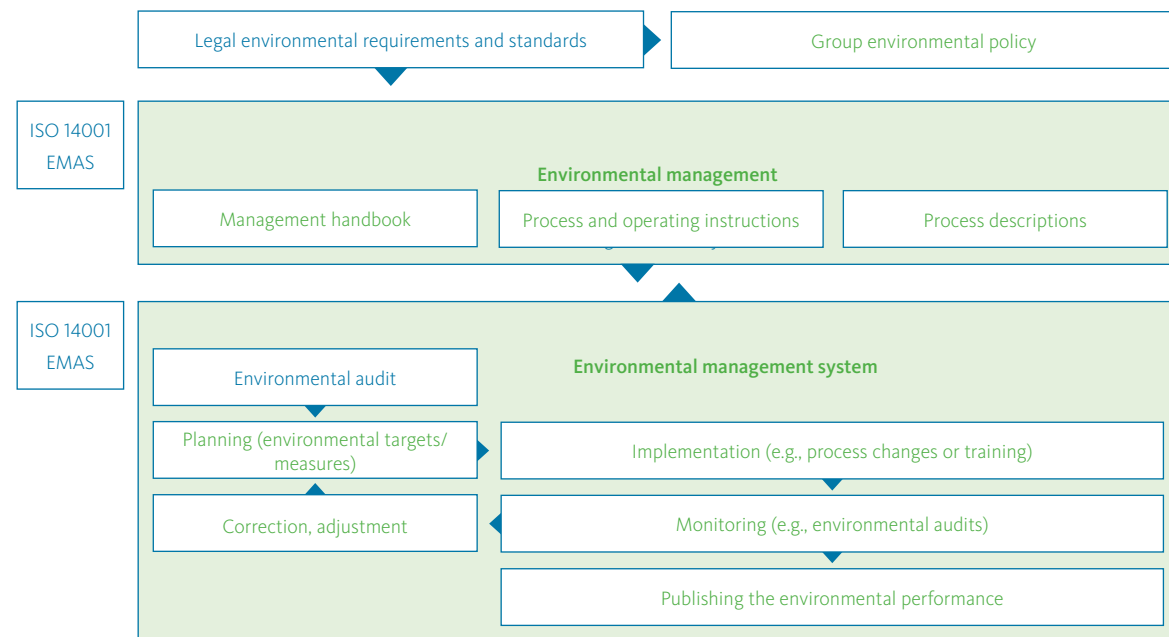 Legal environmental requirements and standards
Group environmental policy
ISO 14001
EMAS
Environmental management
Management handbook
Process and operating instructions
Process descriptions
ISO 14001
EMAS
Environmental management system
Environmental audit
Planning (environmental targets/
measures)
Implementation (e.g., process changes or training)
Correction, adjustment
Monitoring (e.g., environmental audits)
Publishing the environmental performance